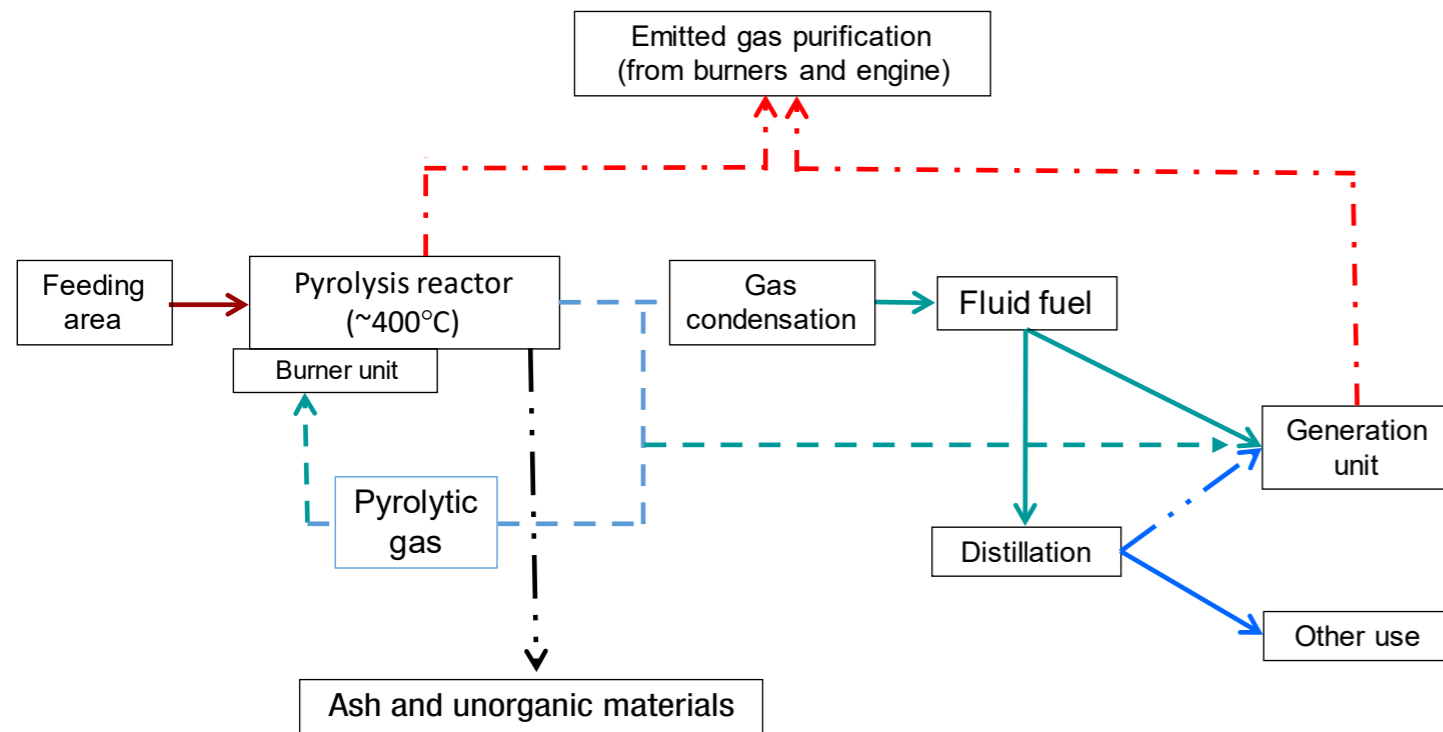 Emitted gas purification
(from burners and engine)
Feeding
area
Pyrolysis reactor
(~400°C)
Burner unit
Gas
condensation
Fluid fuel
Generation
unit
Pyrolytic
gas
Distillation
Other use
Ash and unorganic materials